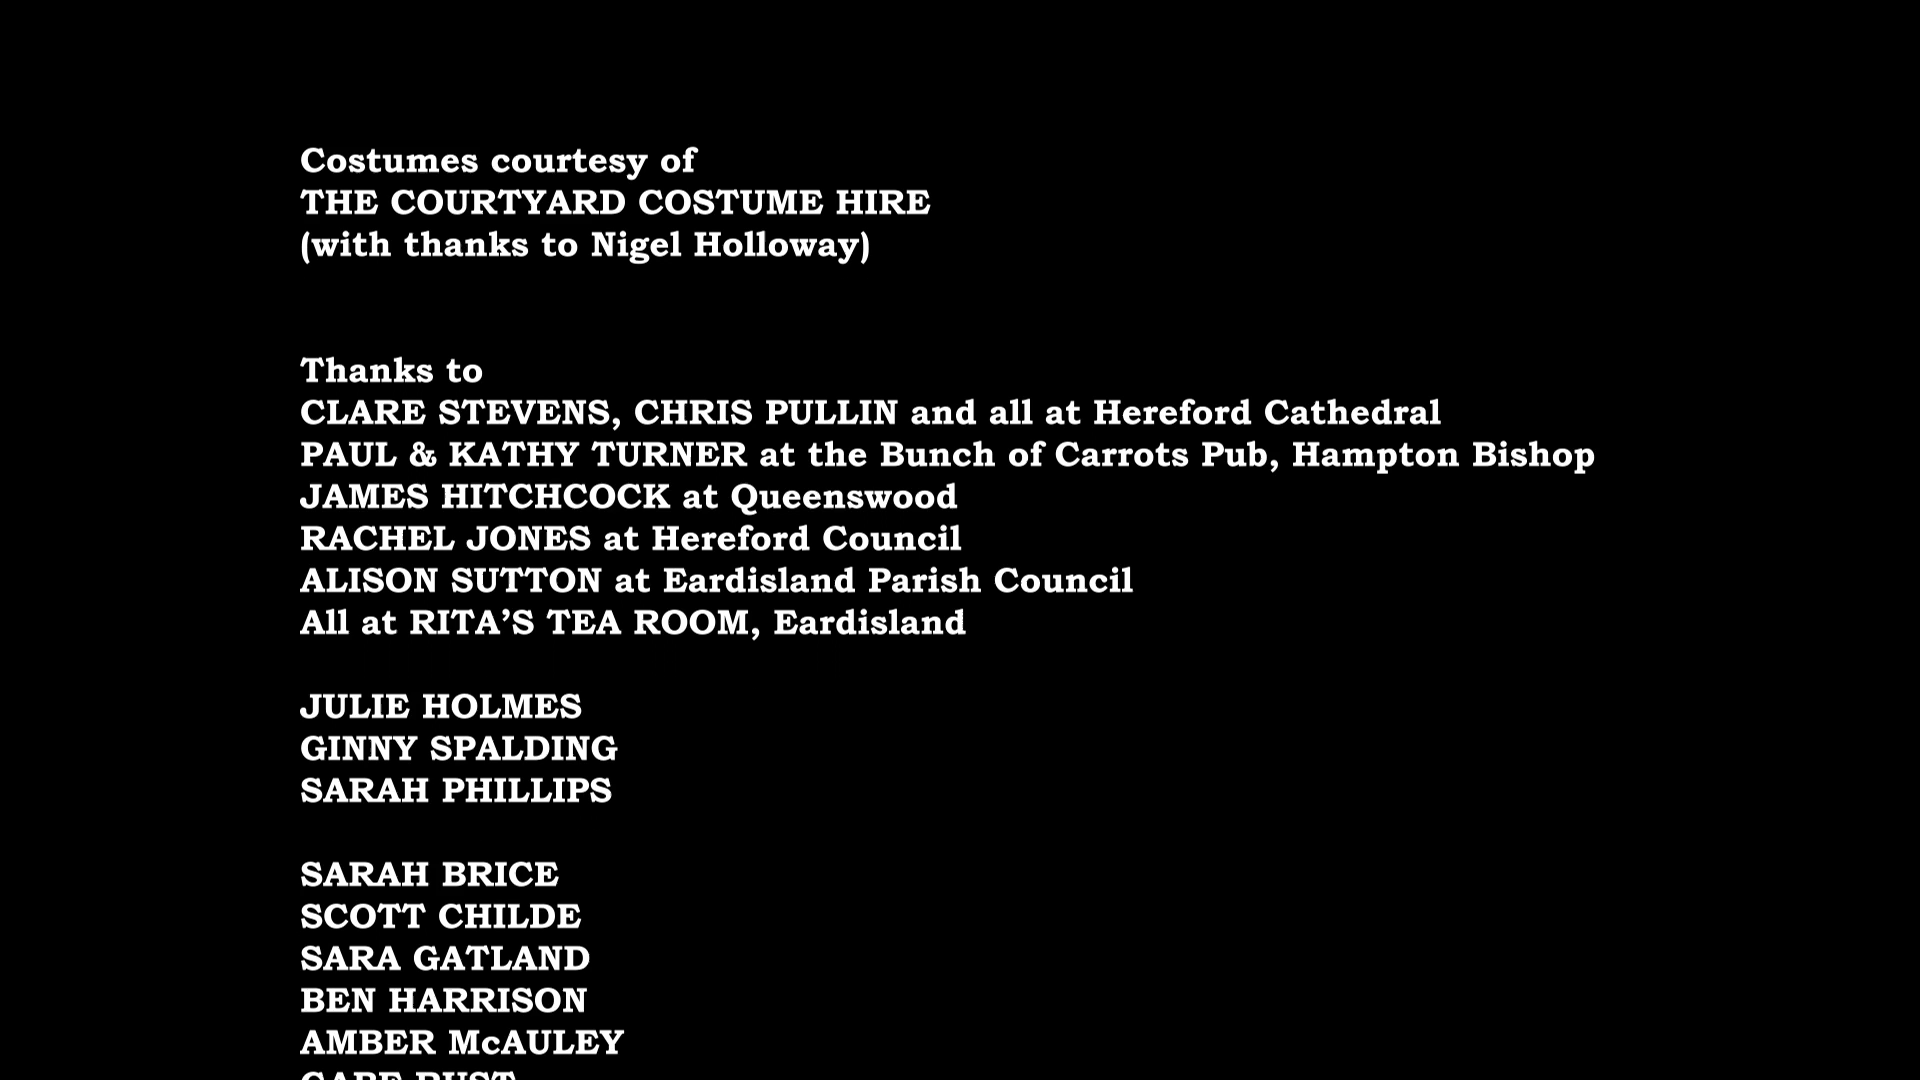 Costumes courtesy of
THE COURTYARD COSTUME HIRE
(with thanks to Nigel Holloway)
Thanks to
CLARE STEVENS, CHRIS PULLIN and all at Hereford Cathedral
PAUL & KATHY TURNER at the Bunch of Carrots Pub, Hampton Bishop
JAMES HITCHCOCK at Queenswood
RACHEL JONES at Hereford Council
ALISON SUTTON at Eardisland Parish Council
All at RITA’S TEA ROOM, Eardisland
JULIE HOLMES
GINNY SPALDING
SARAH PHILLIPS
SARAH BRICE
SCOTT CHILDE
SARA GATLAND
BEN HARRISON
AMBER McAULEY